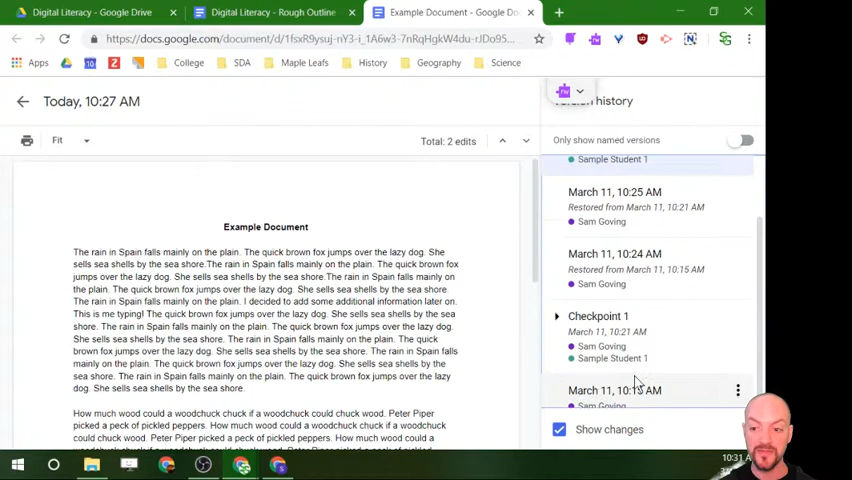 Digital Literacy - Google Drive
Digital Literacy - Rough Outline
Example Document - Google Do
https://docs.google.com/document/d/1fsxR9ysuj-nY3-i_1A6w3-7nRqHgkW4ud-rJDo95...
Apps
College
SDA
Maple Leafs
History
Geography
Science
Today, 10:27 AM
Version history
Fit
Total: 2 edits
Only show named versions
Sample Student 1
March 11, 10:25 AM
Restored from March 11, 10:21 AM
Sam Goving
March 11, 10:24 AM
Restored from March 11, 10:15 AM
Sam Goving
Checkpoint 1
March 11, 10:21 AM
Sam Goving
Sample Student 1
March 11, AM
Sam Goving
Show changes
Example Document
The rain in Spain falls mainly on the plain. The quick brown fox jumps over the lazy dog. She
sells sea shells by the sea shore.The rain in Spain falls mainly on the plain. The quick brown fox
jumps over the lazy dog. She sells sea shells by the sea shore.The rain in Spain falls mainly on
the plain. The quick brown fox jumps over the lazy dog. She sells sea shells by the sea shore.
The rain in Spain falls mainly on the plain. I decided to add some additional information later on.
This is me typing! The quick brown fox jumps over the lazy dog. She sells sea shells by the sea
shore. The rain in Spain falls mainly on the plain. The quick brown fox jumps over the lazy dog.
She sells sea shells by the sea shore. The rain in Spain falls mainly on the plain. The quick
brown fox jumps over the lazy dog. She sells sea shells by the sea shore. The rain in Spain falls
mainly on the plain. The quick brown fox jumps over the lazy dog. She sells sea shells by the
sea shore. The rain in Spain falls mainly on the plain. The quick brown fox jumps over the lazy
dog. She sells sea shells by the sea shore.
How much wood could a woodchuck chuck if a woodchuck could chuck wood. Peter Piper
picked a peck of pickled peppers. How much wood could a woodchuck chuck if a woodchuck
could chuck wood. Peter Piper picked a peck of pickled peppers. How much wood could a
10:31 A